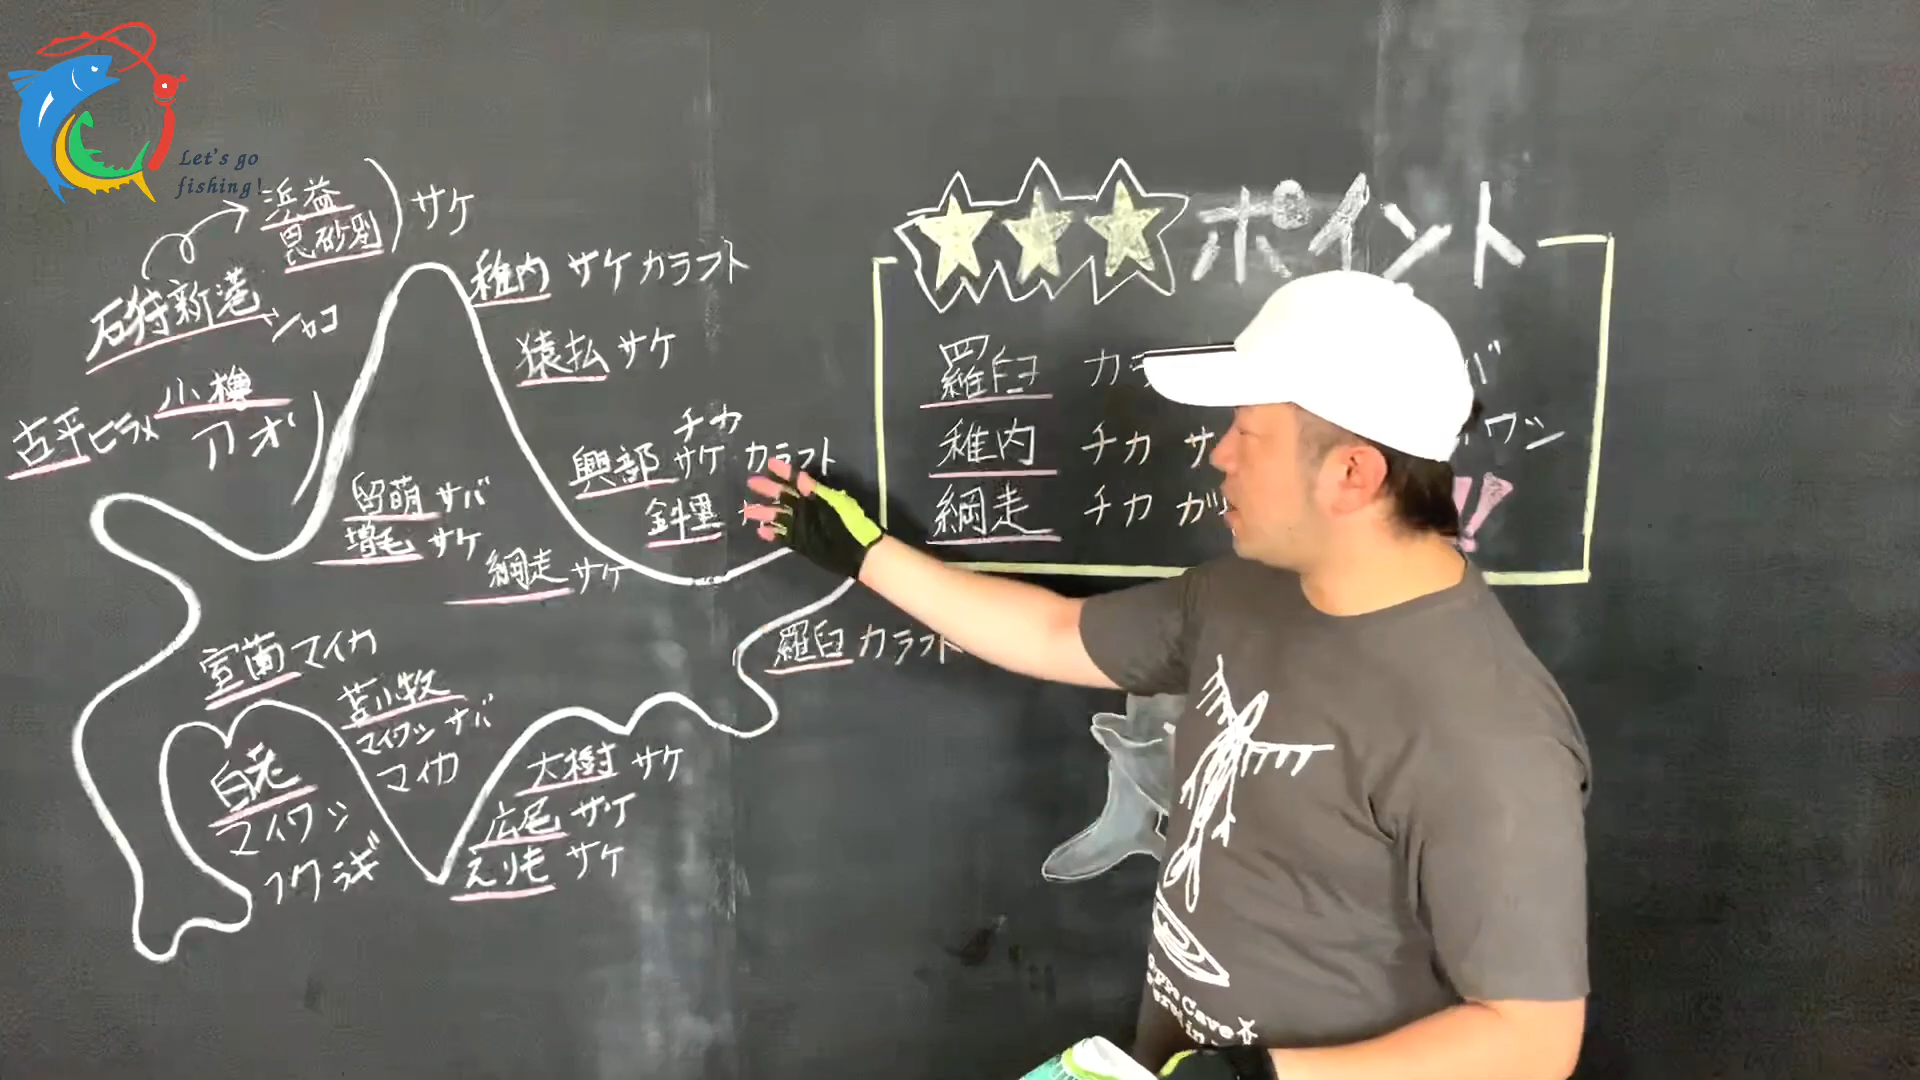 Let's go
fishing!
浜益
サケ
石狩新港
シャコ
小樽
アオ
古平 ヒラメ
稚内 サケ カラフト
猿払 サケ
チカ
興部 サケ カラフト
斜里
留萌 サバ
増毛 サケ
網走 サケ
羅臼 カラフト
室蘭 マイカ
苫小牧
マイワシ サバ
マイカ
白老
マイワシ
フクラギ
大樹 サケ
広尾 サケ
えりも サケ
★★★ポイント
羅臼 カラ
稚内 チカ サ
イワシ
網走 チカ ガ
!!